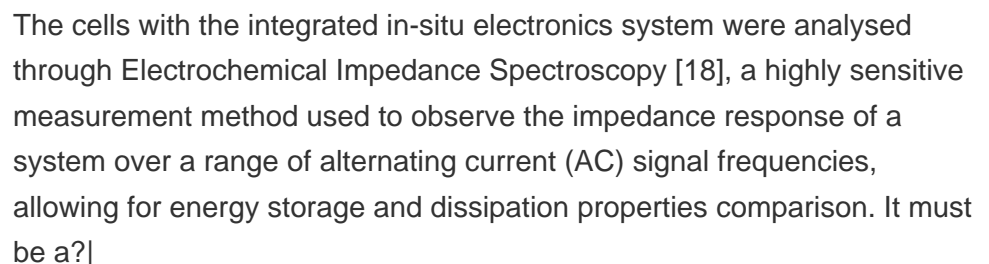 The cells with the integrated in-situ electronics system were analysed
through Electrochemical Impedance Spectroscopy [18], a highly sensitive
measurement method used to observe the impedance response of a
system over a range of alternating current (AC) signal frequencies,
allowing for energy storage and dissipation properties comparison. It must
be a?|